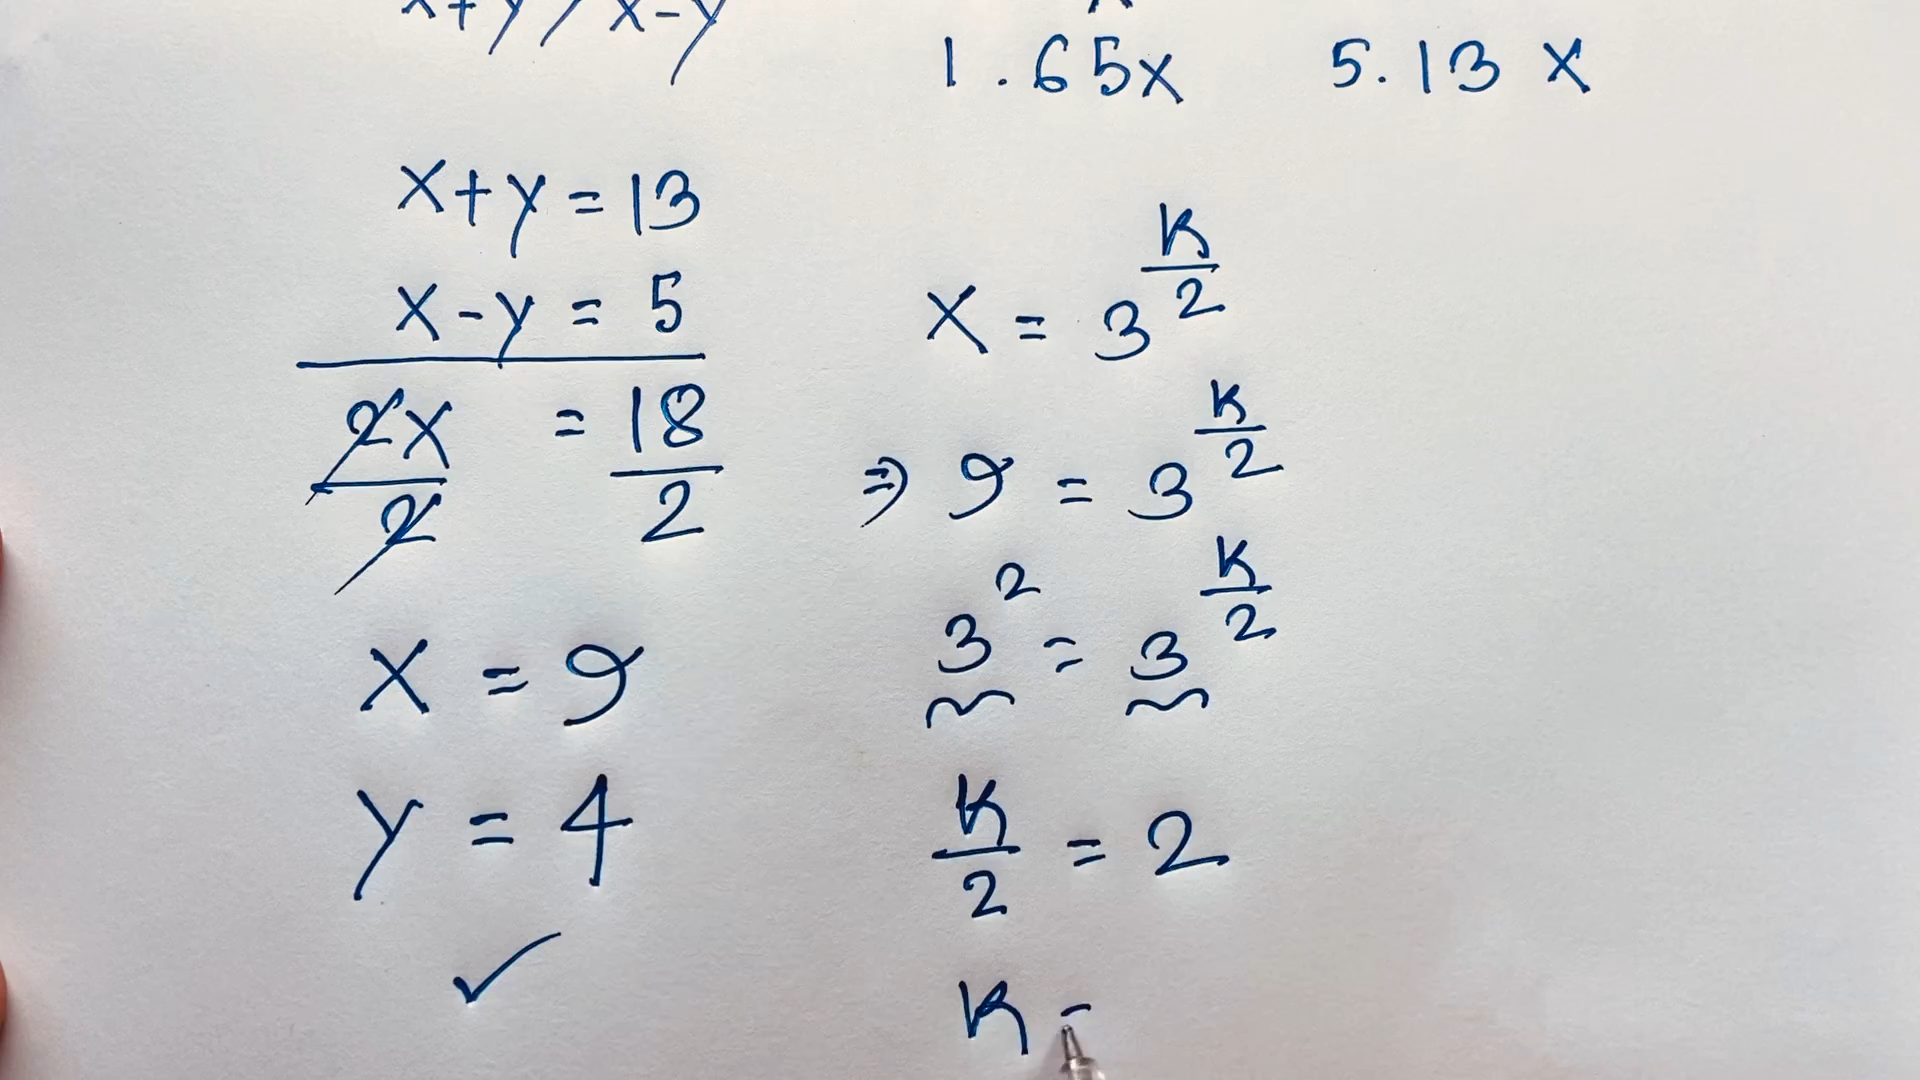 x+y > x-y
1.65x 5.13 x
x+y = 13
x-y = 5
2x/2 = 18/2
x = 9
y = 4
✓
x = 3^(k/2)
⇒ 9 = 3^(k/2)
3^2 = 3^(k/2)
k/2 = 2
k =